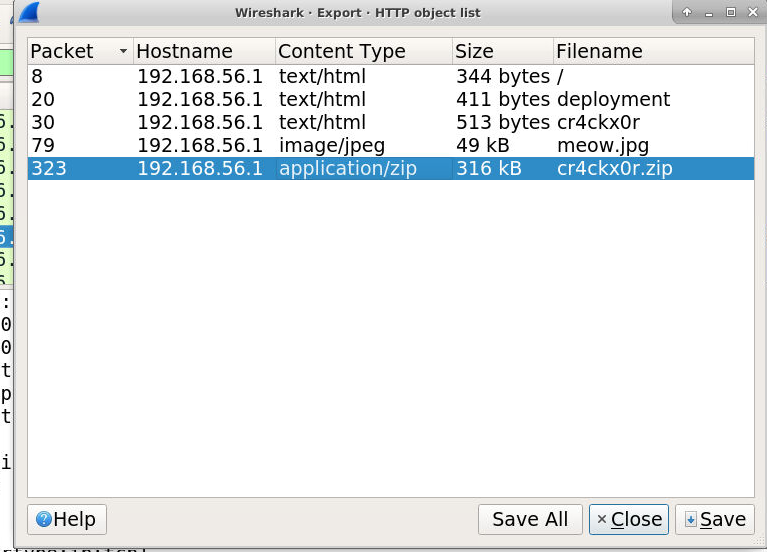 Wireshark · Export · HTTP object list
Packet Hostname Content Type Size Filename
8 192.168.56.1 text/html 344 bytes /
20 192.168.56.1 text/html 411 bytes deployment
30 192.168.56.1 text/html 513 bytes cr4ckx0r
79 192.168.56.1 image/jpeg 49 kB meow.jpg
323 192.168.56.1 application/zip 316 kB cr4ckx0r.zip
Help Save All Close Save